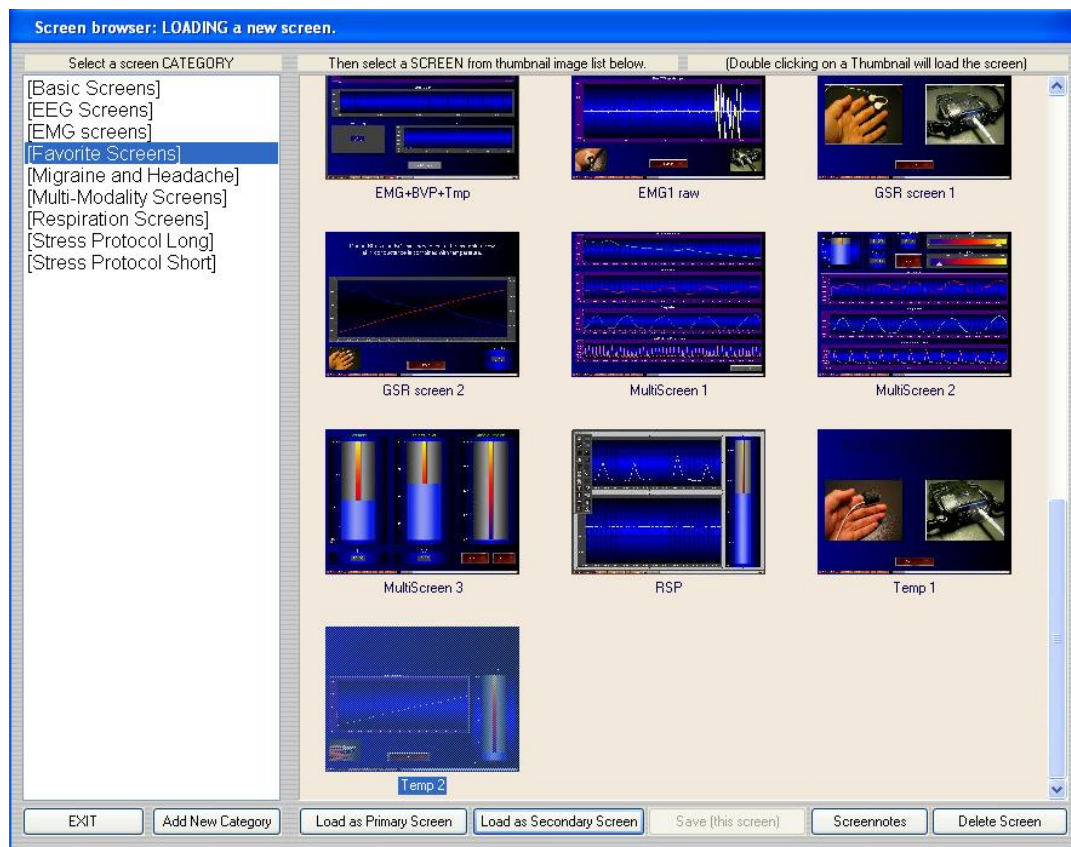 Screen browser: LOADING a new screen.
Select a screen CATEGORY
Then select a SCREEN from thumbnail image list below.
(Double clicking on a Thumbnail will load the screen)
[Basic Screens]
[EEG Screens]
[EMG screens]
[Favorite Screens]
[Migraine and Headache]
[Multi-Modality Screens]
[Respiration Screens]
[Stress Protocol Long]
[Stress Protocol Short]
EMG+BVP+Tmp
EMG1 raw
GSR screen 1
GSR screen 2
MultiScreen 1
MultiScreen 2
MultiScreen 3
RSP
Temp 1
Temp 2
EXIT
Add New Category
Load as Primary Screen
Load as Secondary Screen
Save (this screen)
Screennotes
Delete Screen